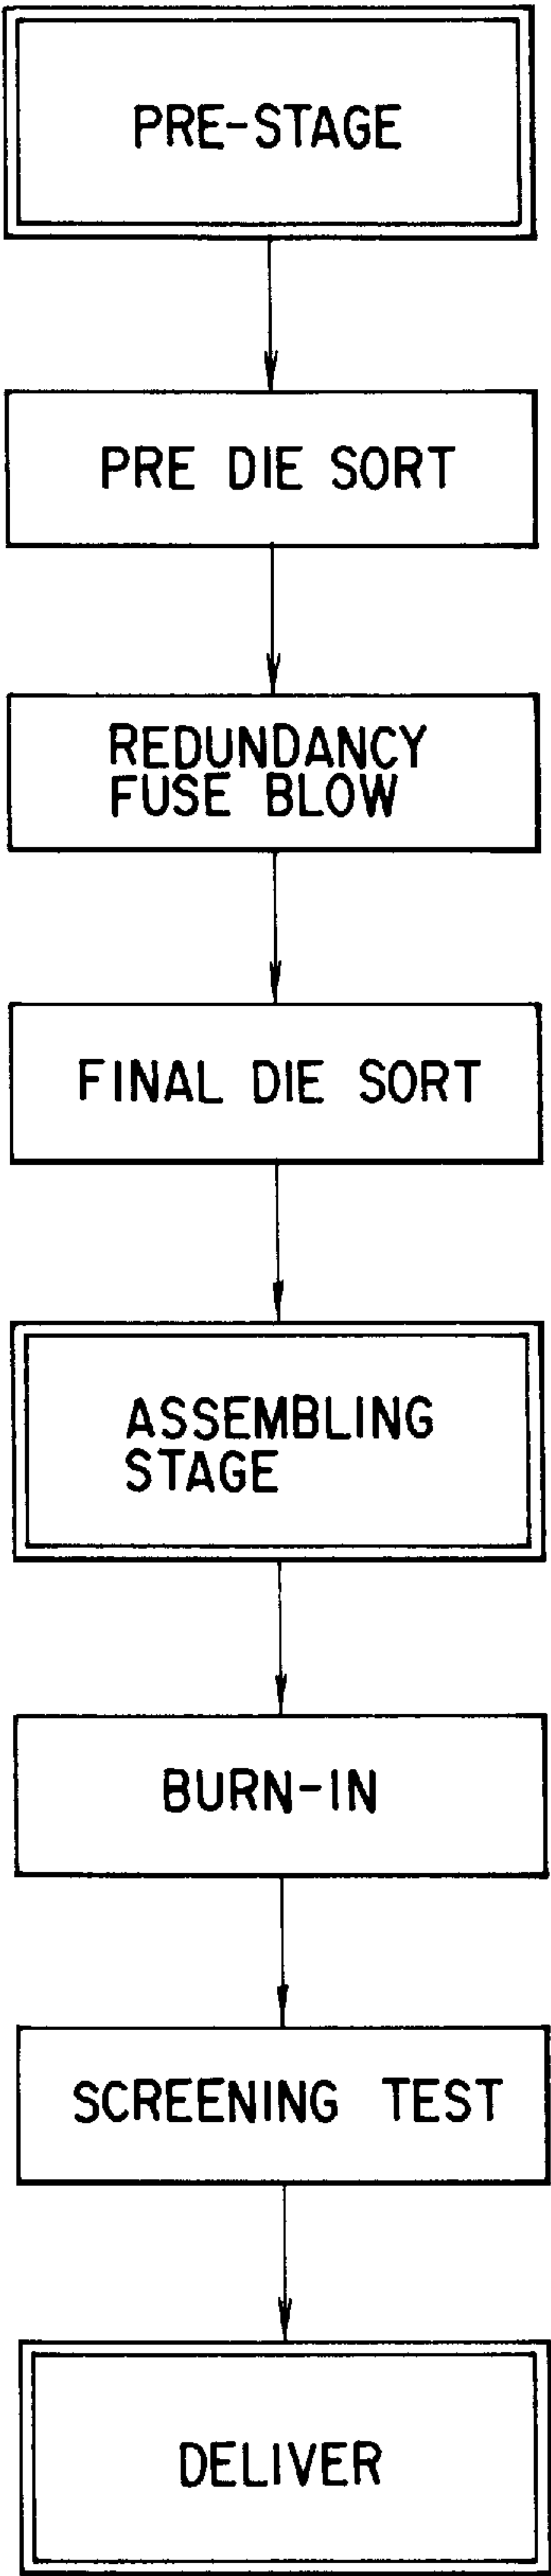 PRE-STAGE
PRE DIE SORT
REDUNDANCY
FUSE BLOW
FINAL DIE SORT
ASSEMBLING
STAGE
BURN-IN
SCREENING TEST
DELIVER